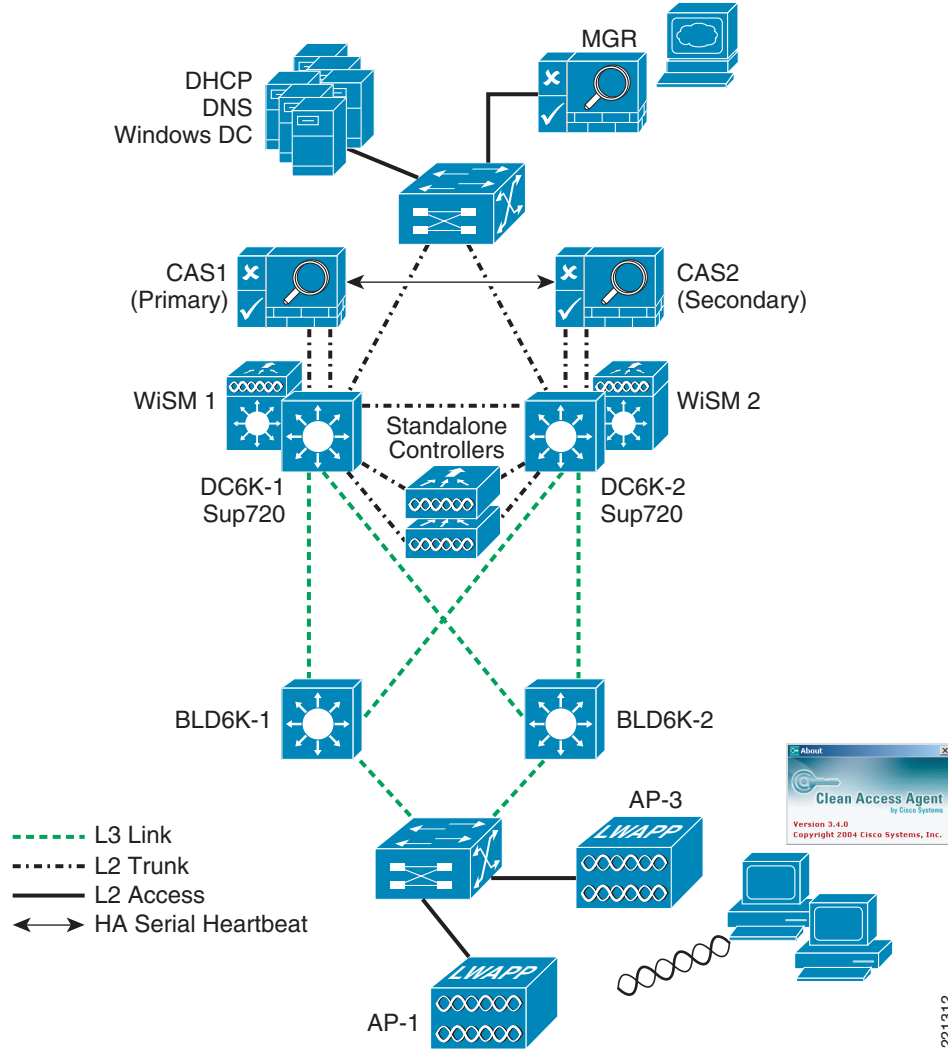 MGR
DHCP
DNS
Windows DC
CAS1
(Primary)
CAS2
(Secondary)
WiSM 1
WiSM 2
Standalone
Controllers
DC6K-1
Sup720
DC6K-2
Sup720
BLD6K-1
BLD6K-2
About
Clean Access Agent
by Cisco Systems
Version 3.4.0
Copyright 2004 Cisco Systems, Inc.
AP-3
LWAPP
L3 Link
L2 Trunk
L2 Access
HA Serial Heartbeat
LWAPP
AP-1
221312